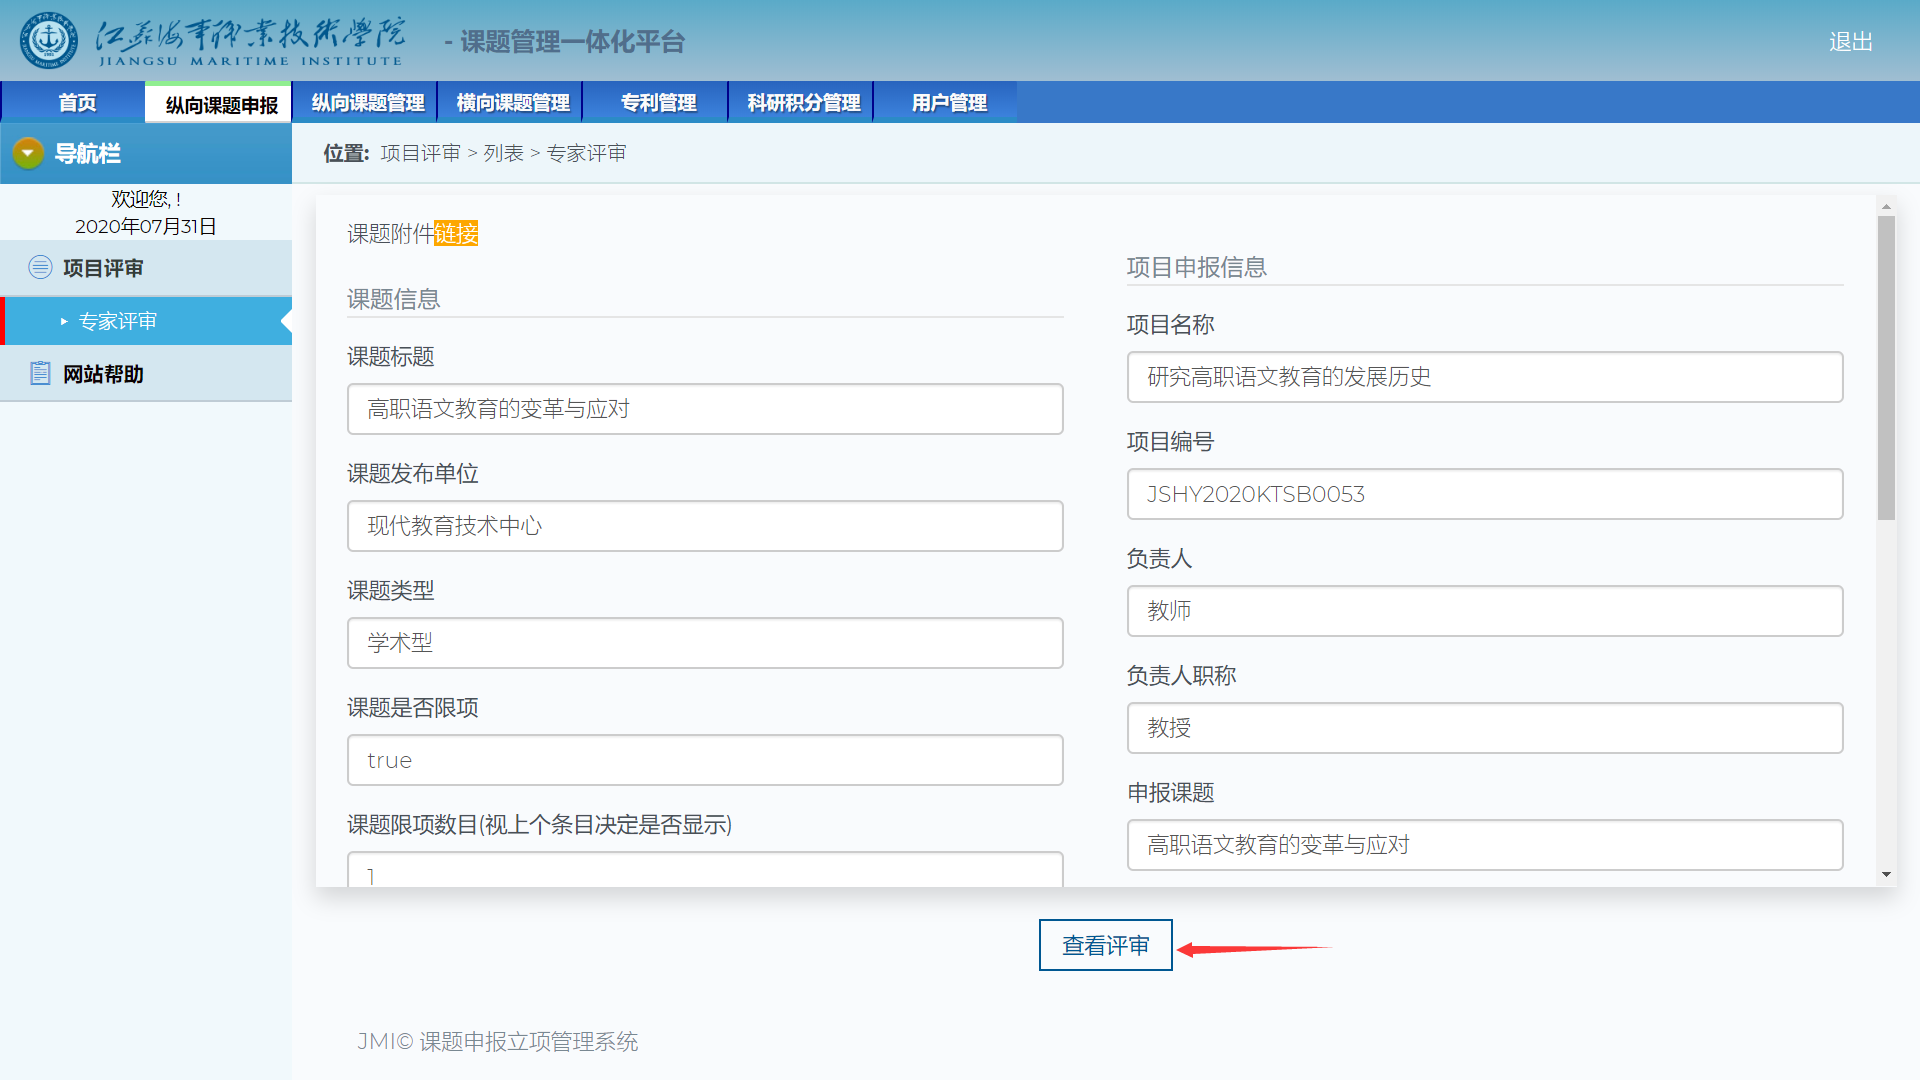 江苏海事职业技术学院
JIANGSU MARITIME INSTITUTE
- 课题管理一体化平台
退出
首页
纵向课题申报
纵向课题管理
横向课题管理
专利管理
科研积分管理
用户管理
导航栏
欢迎您, !
2020年07月31日
项目评审
专家评审
网站帮助
位置: 项目评审 > 列表 > 专家评审
课题附件链接
课题信息
课题标题
高职语文教育的变革与应对
课题发布单位
现代教育技术中心
课题类型
学术型
课题是否限项
true
课题限项数目(视上个条目决定是否显示)
1
项目申报信息
项目名称
研究高职语文教育的发展历史
项目编号
JSHY2020KTSB0053
负责人
教师
负责人职称
教授
申报课题
高职语文教育的变革与应对
查看评审
JMI© 课题申报立项管理系统